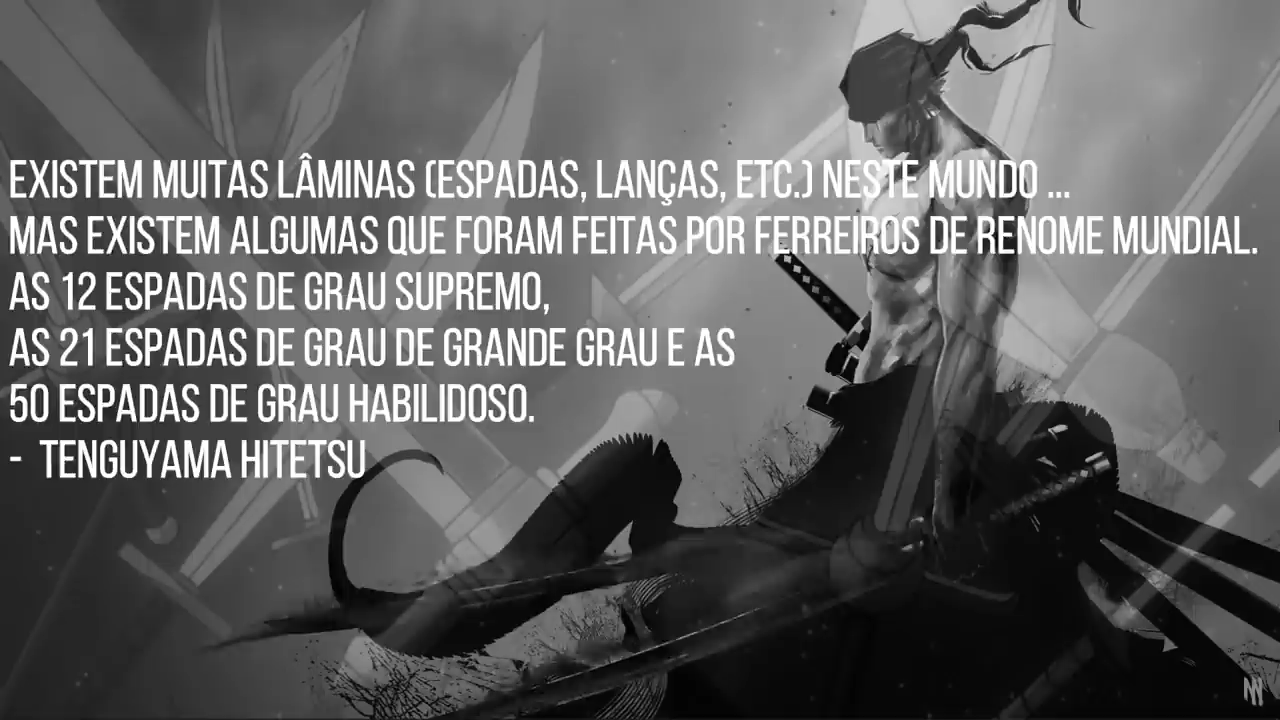 EXISTEM MUITAS LÂMINAS (ESPADAS, LANÇAS, ETC.) NESTE MUNDO ...
MAS EXISTEM ALGUMAS QUE FORAM FEITAS POR FERREIROS DE RENOME MUNDIAL.
AS 12 ESPADAS DE GRAU SUPREMO,
AS 21 ESPADAS DE GRAU DE GRANDE GRAU E AS
50 ESPADAS DE GRAU HABILIDOSO.
- TENGUYAMA HITETSU